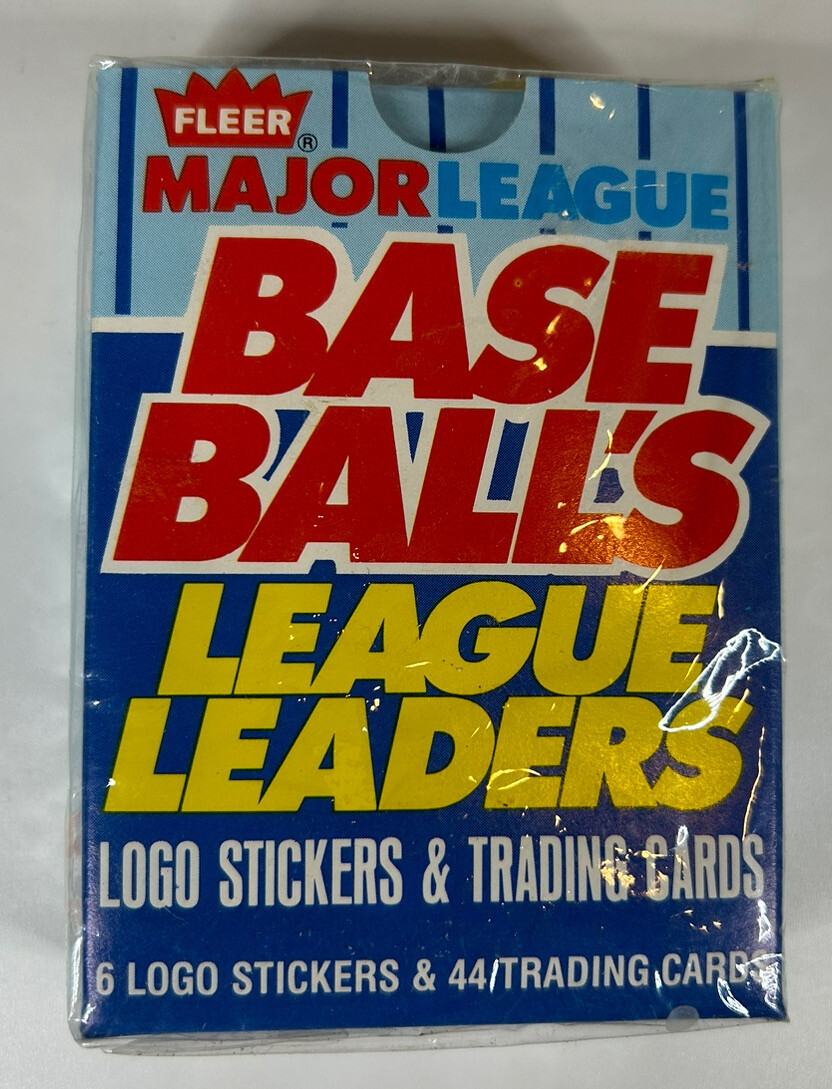 FLEER ®
MAJOR LEAGUE
BASE
BALL'S
LEAGUE
LEADERS
LOGO STICKERS & TRADING CARDS
6 LOGO STICKERS & 44 TRADING CARDS